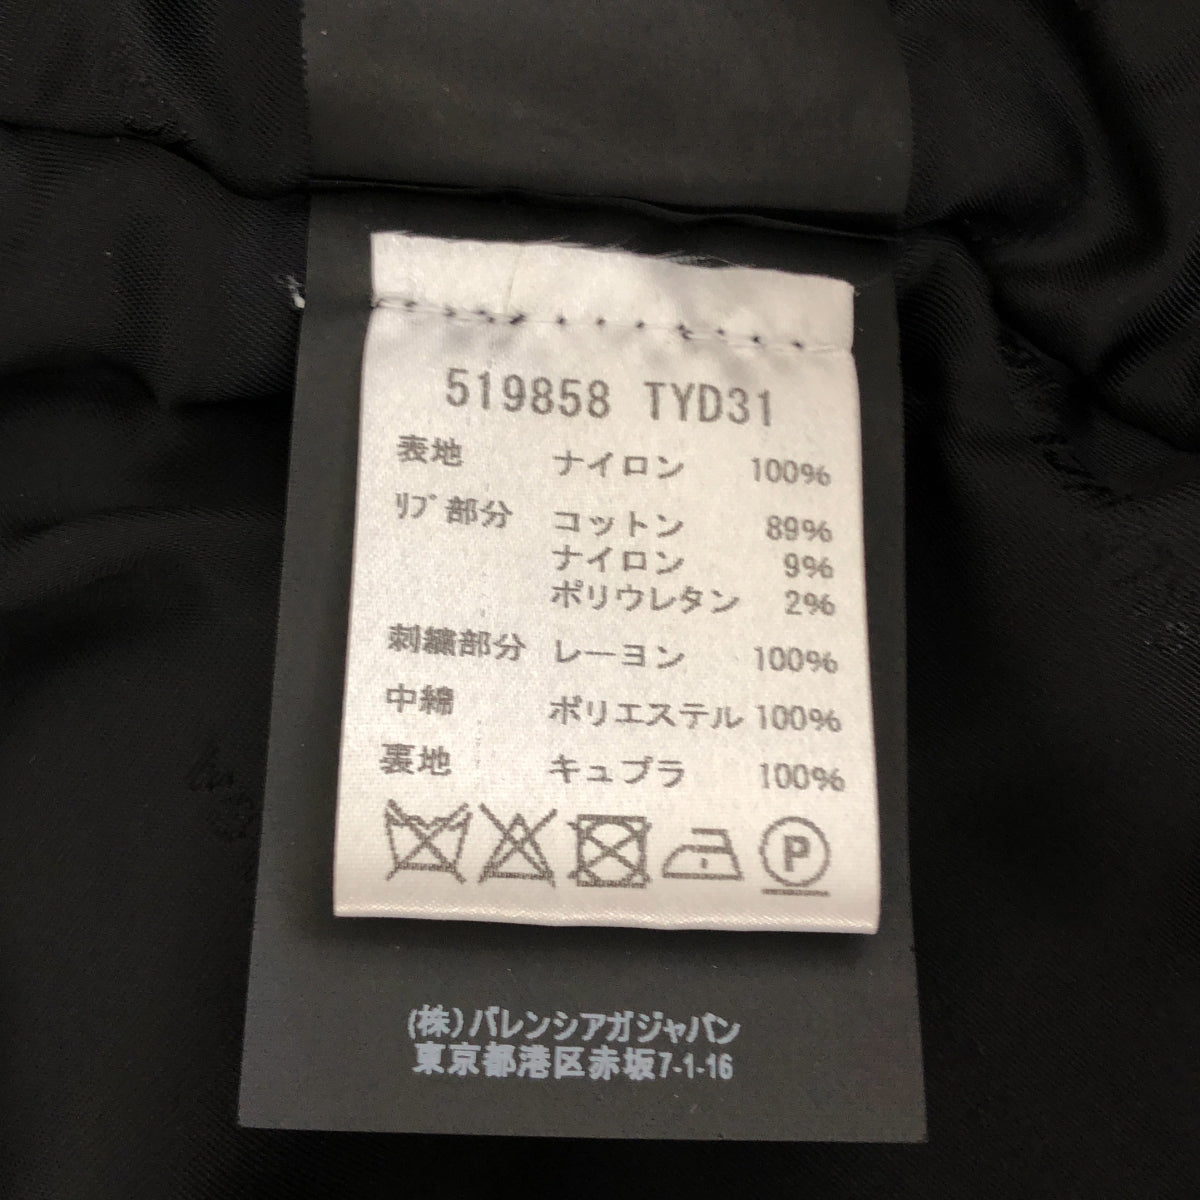 519858 TYD31
表地 ナイロン 100%
ﾘﾌﾞ部分 コットン 89%
ナイロン 9%
ポリウレタン 2%
刺繍部分 レーヨン 100%
中綿 ポリエステル 100%
裏地 キュプラ 100%
P
(株)バレンシアガジャパン
東京都港区赤坂7-1-16